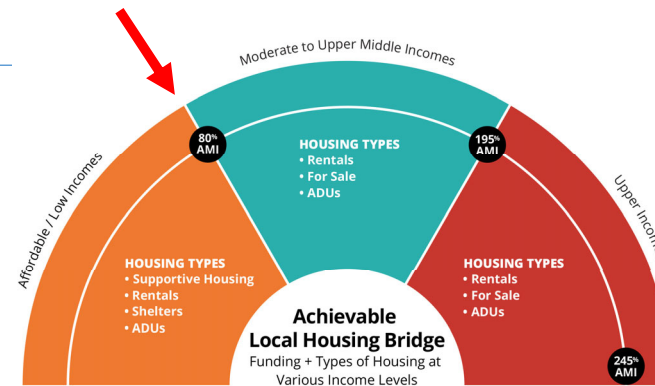 Moderate to Upper Middle Incomes
Affordable / Low Incomes
80%
AMI
HOUSING TYPES
• Rentals
• For Sale
• ADUs
195%
AMI
Upper
HOUSING TYPES
• Supportive Housing
• Rentals
• Shelters
• ADUs
HOUSING TYPES
• Rentals
• For Sale
• ADUs
Achievable
Local Housing Bridge
Funding + Types of Housing at
Various Income Levels
245%
AMI